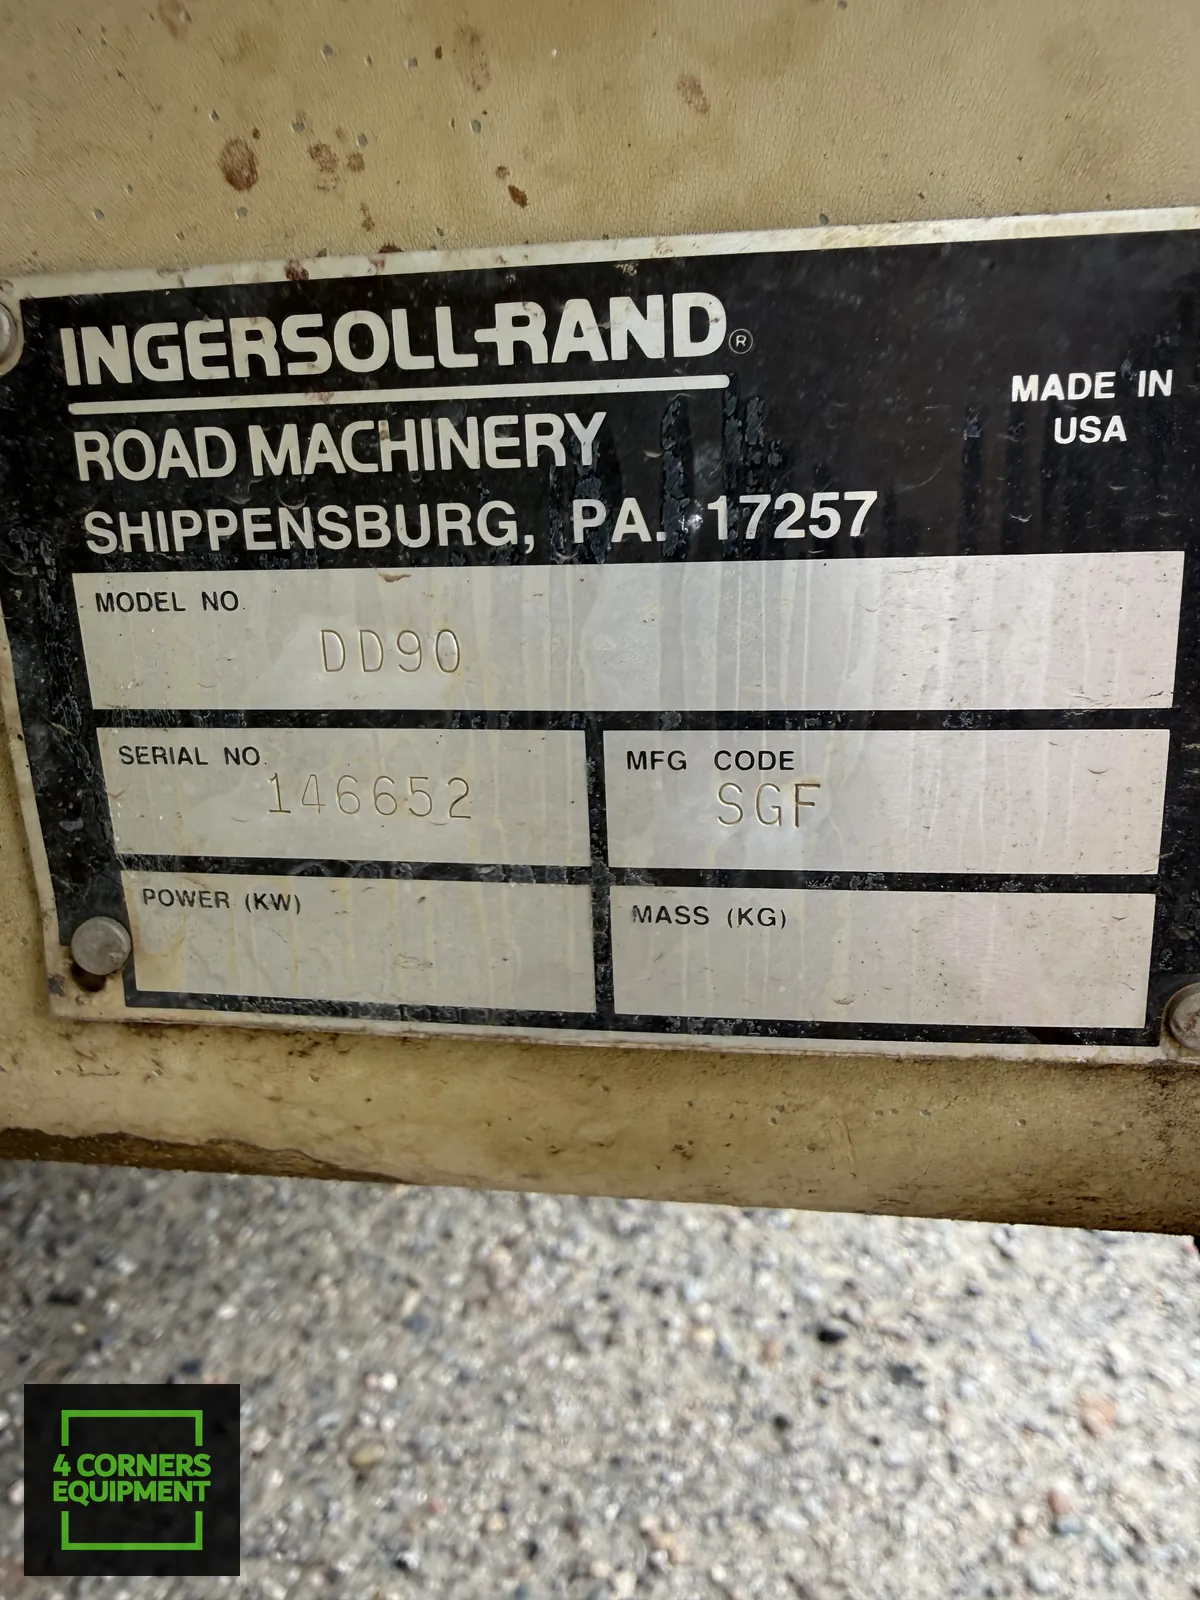 INGERSOLL-RAND®
ROAD MACHINERY
SHIPPENSBURG, PA. 17257
MADE IN
USA
MODEL NO.
DD90
SERIAL NO.
146652
MFG CODE
SGF
POWER (KW)
MASS (KG)
4 CORNERS
EQUIPMENT